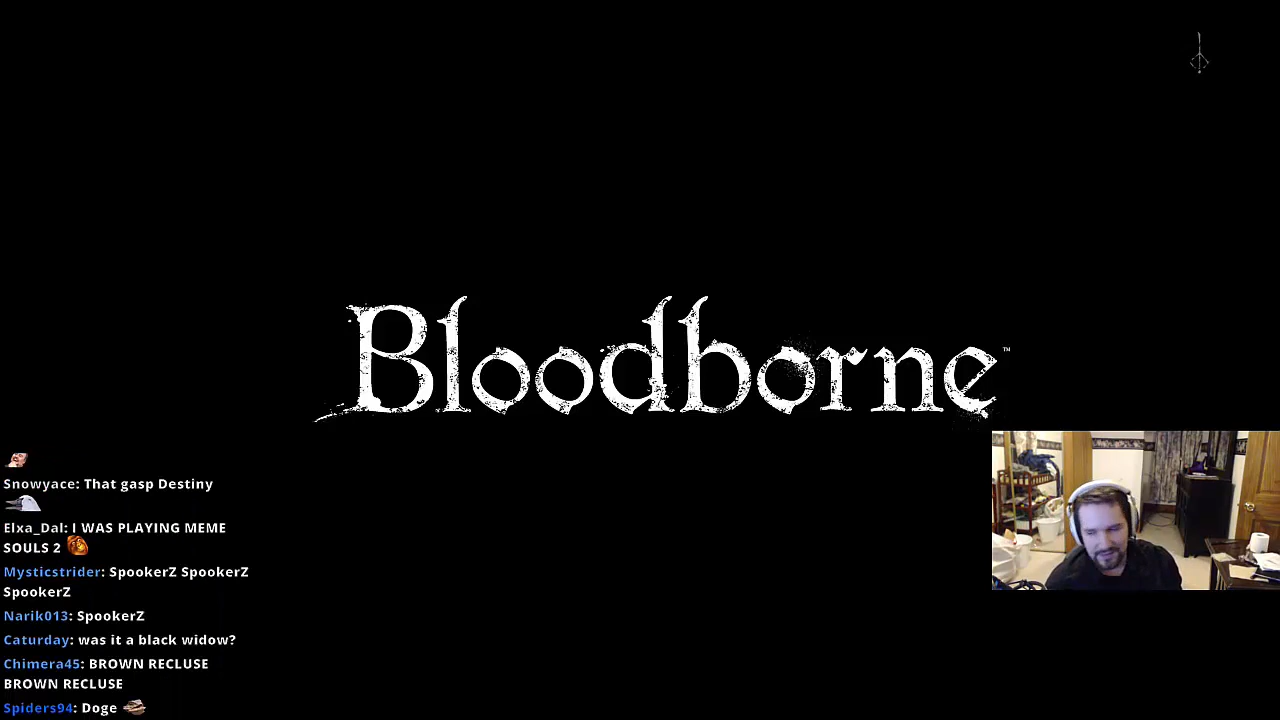 Bloodborne™
Snowyace: That gasp Destiny
Elxa_Dal: I WAS PLAYING MEME
SOULS 2
Mysticstrider: SpookerZ SpookerZ
SpookerZ
Narik013: SpookerZ
Caturday: was it a black widow?
Chimera45: BROWN RECLUSE
BROWN RECLUSE
Spiders94: Doge